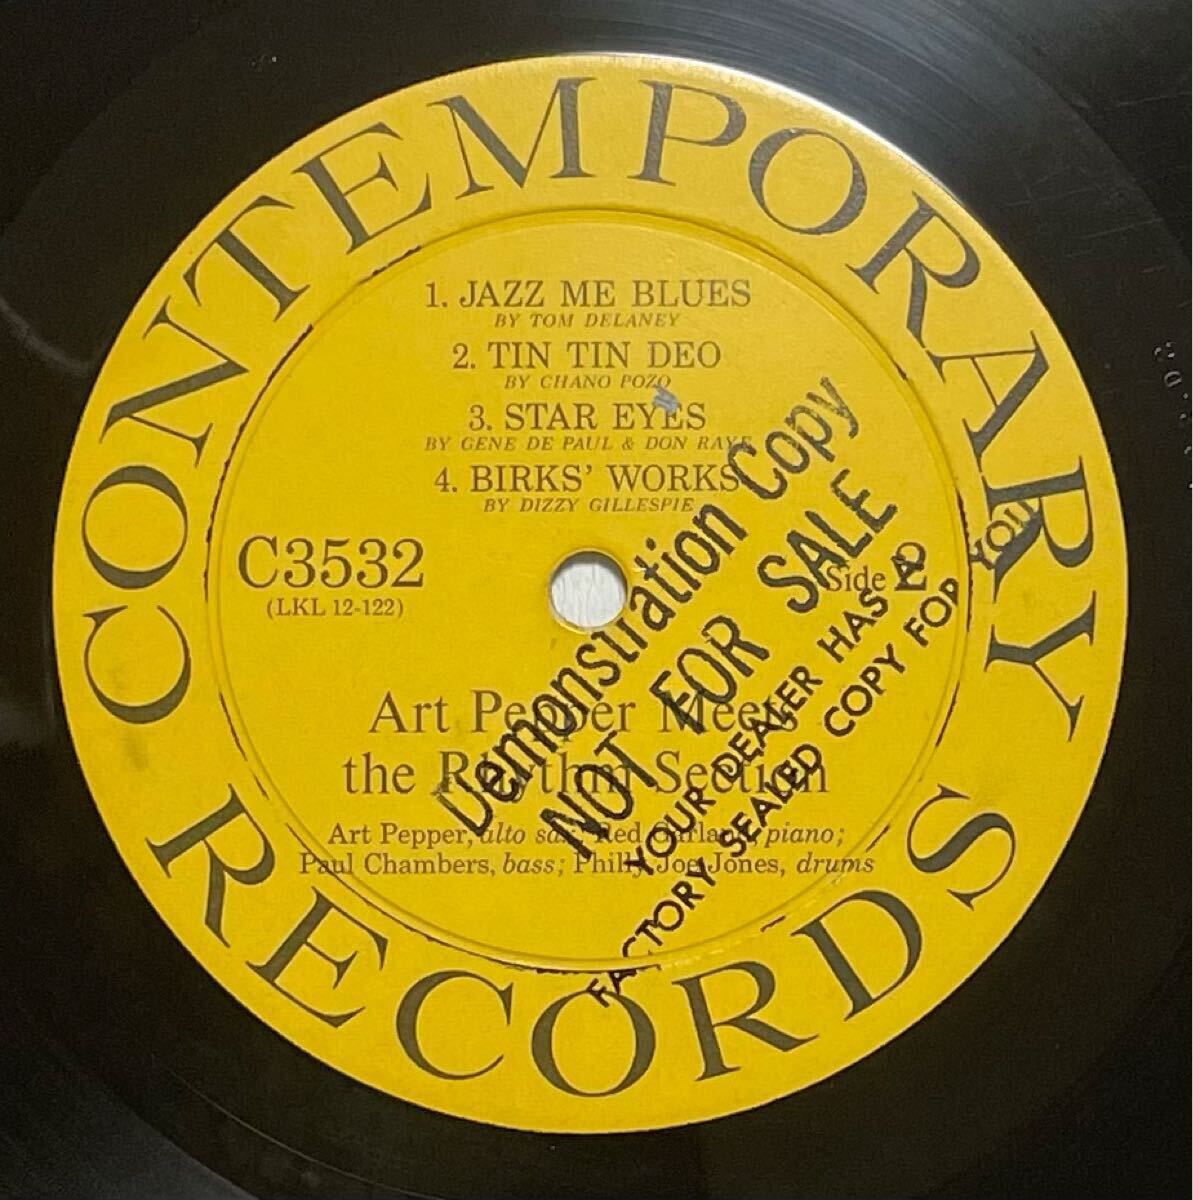 CONTEMPORARY
1. JAZZ ME BLUES
BY TOM DELANEY
2. TIN TIN DEO
BY CHANO POZO
3. STAR EYES
BY GENE DE PAUL & DON RAYE
4. BIRKS' WORKS
BY DIZZY GILLESPIE
C3532
(LKL 12-122)
Side 2
Art Pepper Meets
the Rhythm Section
Art Pepper, alto sax; Red Garland, piano;
Paul Chambers, bass; Philly Joe Jones, drums
RECORDS
Demonstration Copy
NOT FOR SALE
YOUR DEALER HAS A
FACTORY SEALED COPY FOR YOU